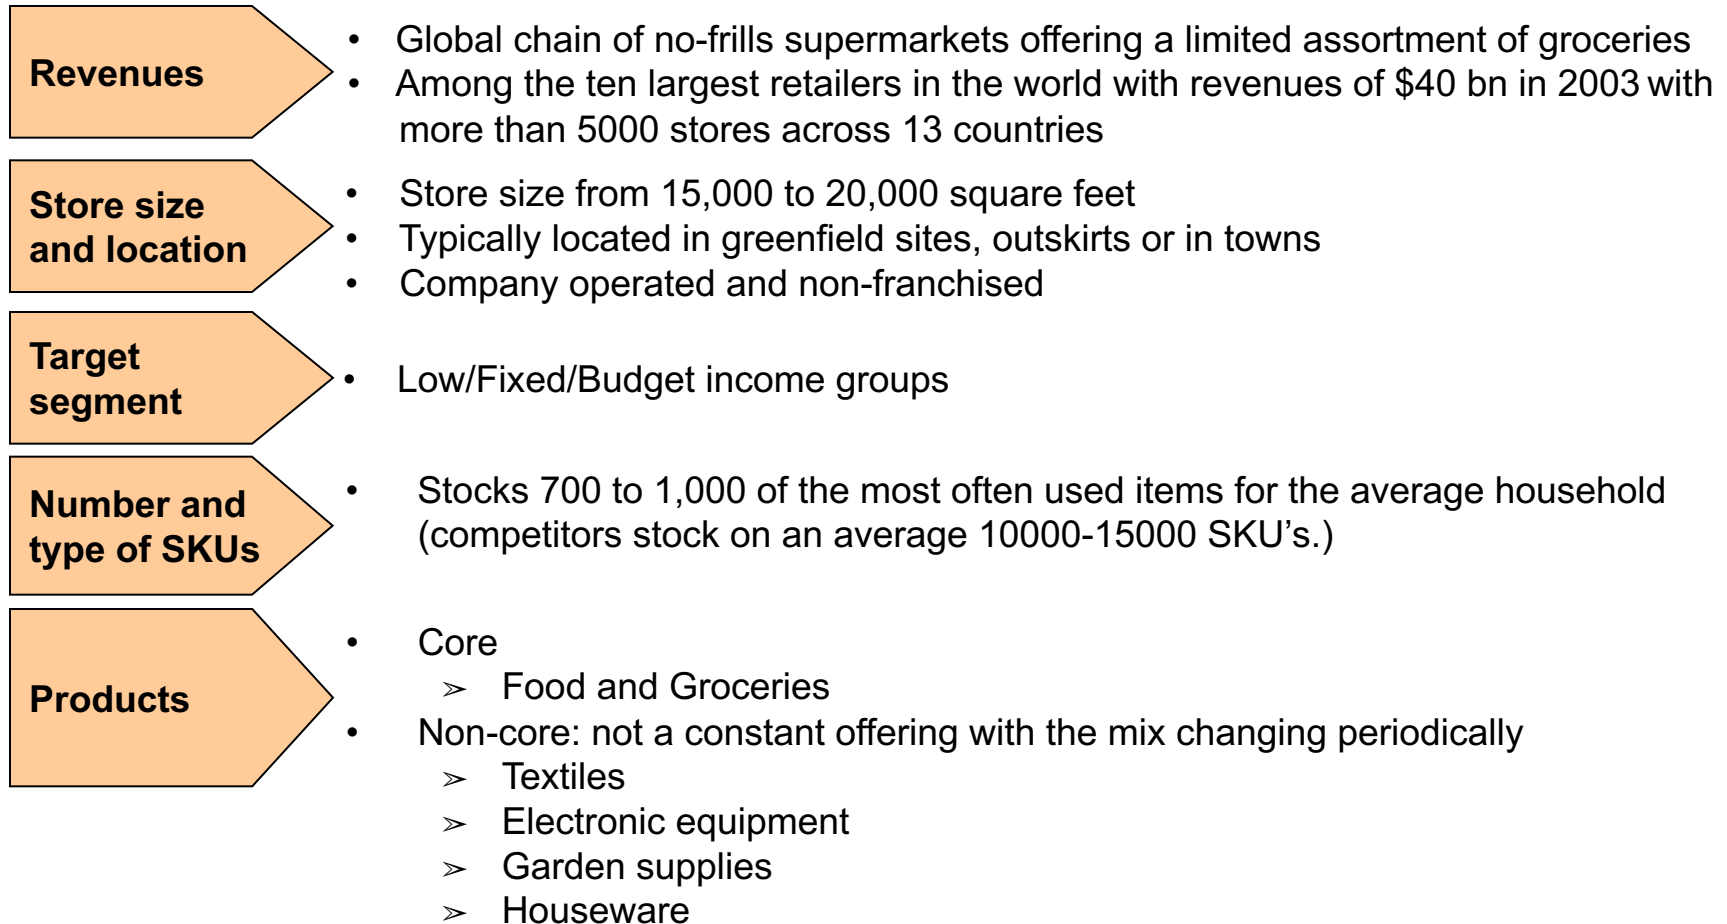 Revenues
• Global chain of no-frills supermarkets offering a limited assortment of groceries
• Among the ten largest retailers in the world with revenues of $40 bn in 2003 with
more than 5000 stores across 13 countries
Store size
and location
• Store size from 15,000 to 20,000 square feet
• Typically located in greenfield sites, outskirts or in towns
• Company operated and non-franchised
Target
segment
• Low/Fixed/Budget income groups
Number and
type of SKUs
• Stocks 700 to 1,000 of the most often used items for the average household
(competitors stock on an average 10000-15000 SKU’s.)
Products
• Core
➢ Food and Groceries
• Non-core: not a constant offering with the mix changing periodically
➢ Textiles
➢ Electronic equipment
➢ Garden supplies
➢ Houseware